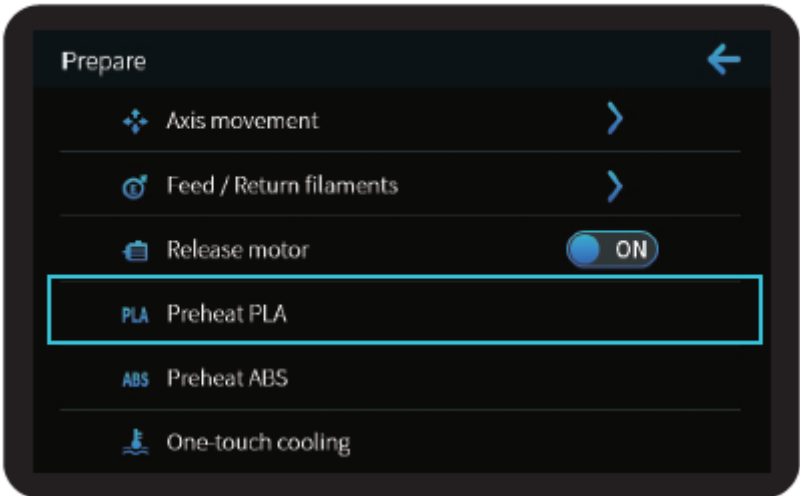 Prepare
Axis movement
E Feed / Return filaments
Release motor ON
PLA Preheat PLA
ABS Preheat ABS
One-touch cooling